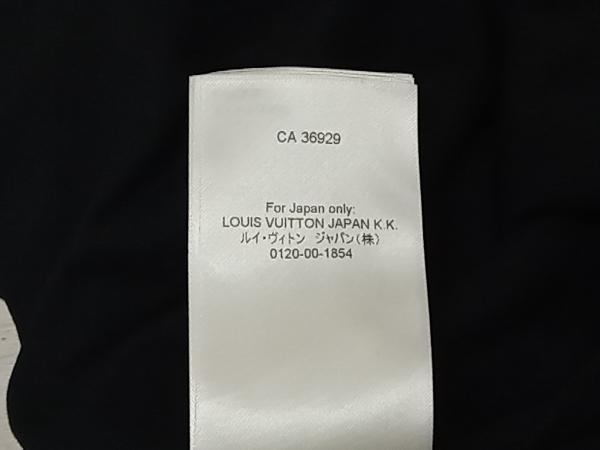 CA 36929
For Japan only:
LOUIS VUITTON JAPAN K.K.
ルイ・ヴィトン ジャパン(株)
0120-00-1854